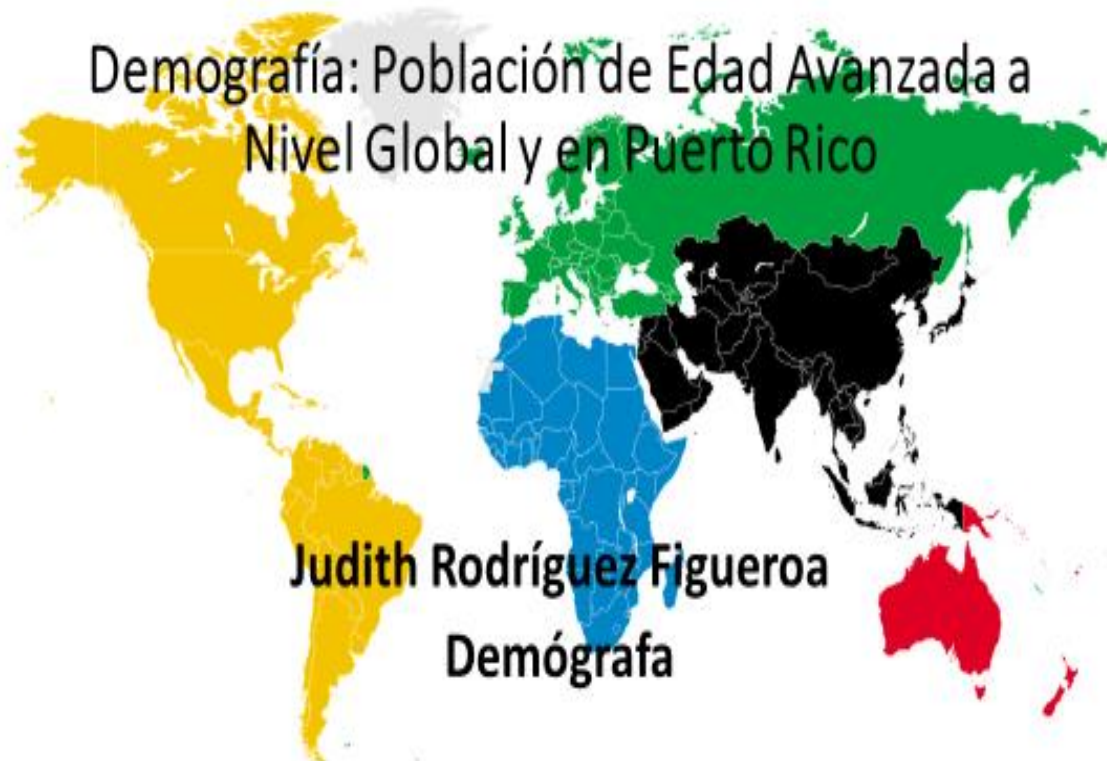 Demografía: Población de Edad Avanzada a
Nivel Global y en Puerto Rico
Judith Rodríguez Figueroa
Demógrafa